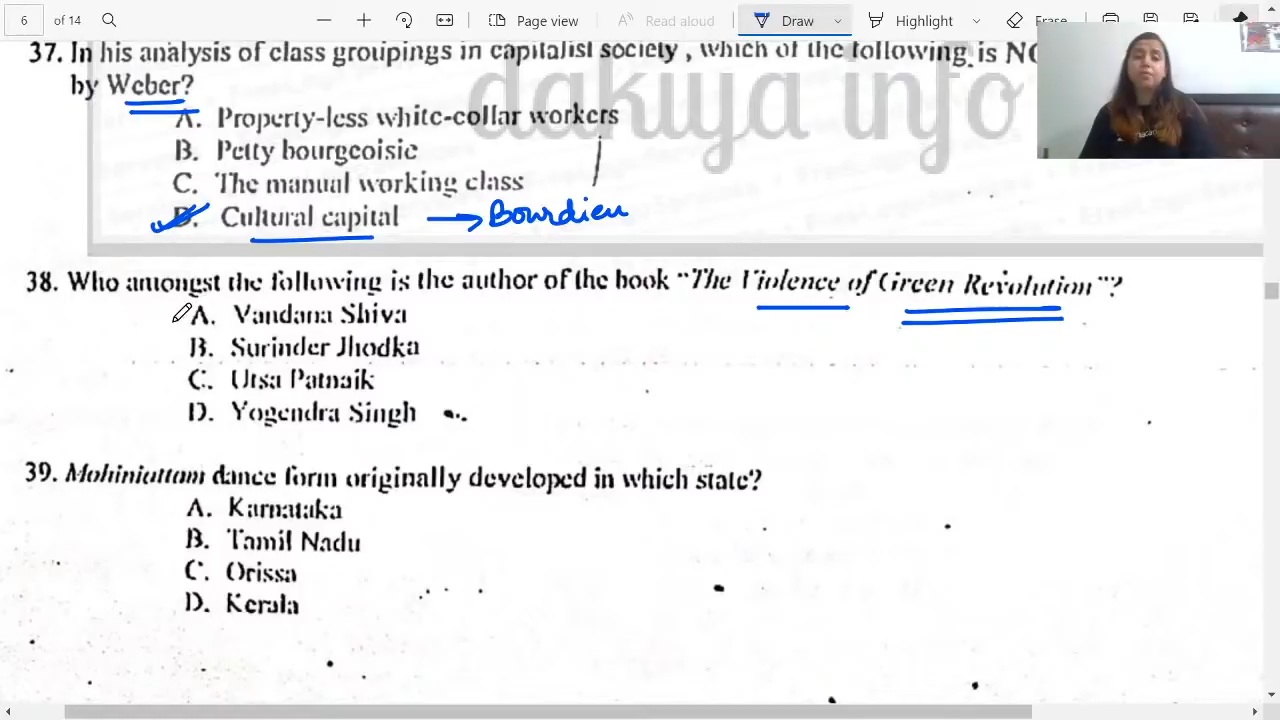 6 of 14 Page view Read aloud Draw Highlight Erase
37. In his analysis of class groupings in capitalist society , which of the following is NO
by Weber?
dakiya info
A. Property-less white-collar workers
B. Petty bourgeoisie
C. The manual working class
D. Cultural capital → Bourdieu
38. Who amongst the following is the author of the book "The Violence of Green Revolution"?
A. Vandana Shiva
B. Surinder Jhodka
C. Utsa Patnaik
D. Yogendra Singh
39. Mohiniattam dance form originally developed in which state?
A. Karnataka
B. Tamil Nadu
C. Orissa
D. Kerala